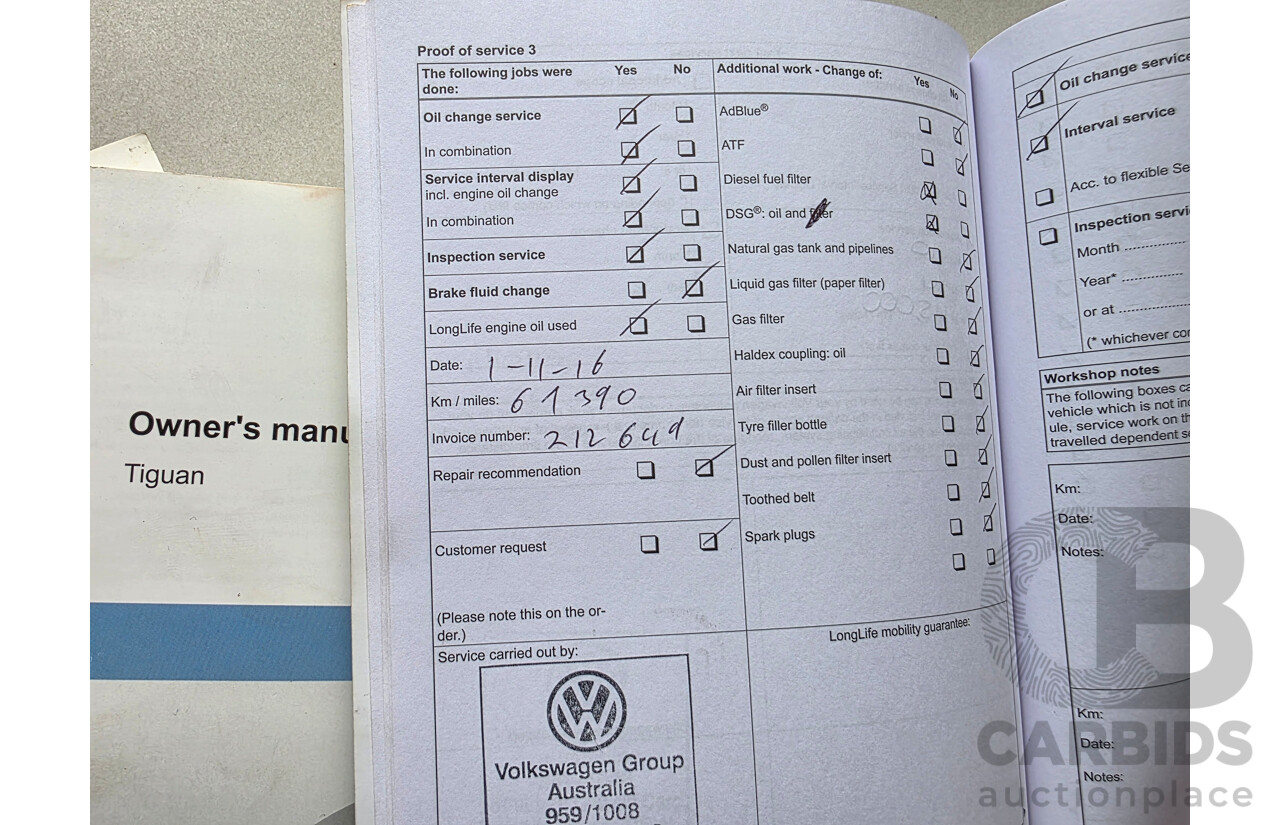 Owner's manu
Tiguan
Proof of service 3
The following jobs were done: Yes No
Oil change service
In combination
Service interval display
incl. engine oil change
In combination
Inspection service
Brake fluid change
LongLife engine oil used
Date: 1-11-16
Km / miles: 61390
Invoice number: 212649
Repair recommendation
Customer request
(Please note this on the or-
der.)
Service carried out by:
Volkswagen Group
Australia
959/1008
Additional work - Change of: Yes No
AdBlue®
ATF
Diesel fuel filter
DSG®: oil and filter
Natural gas tank and pipelines
Liquid gas filter (paper filter)
Gas filter
Haldex coupling: oil
Air filter insert
Tyre filler bottle
Dust and pollen filter insert
Toothed belt
Spark plugs
LongLife mobility guarantee:
Oil change service
Interval service
Acc. to flexible Se
Inspection servi
Month
Year*
or at
(* whichever con
Workshop notes
The following boxes ca
vehicle which is not inc
ule, service work on th
travelled dependent se
Km:
Date:
Notes:
Km:
Date:
Notes:
CB
CARBIDS
auctionplace